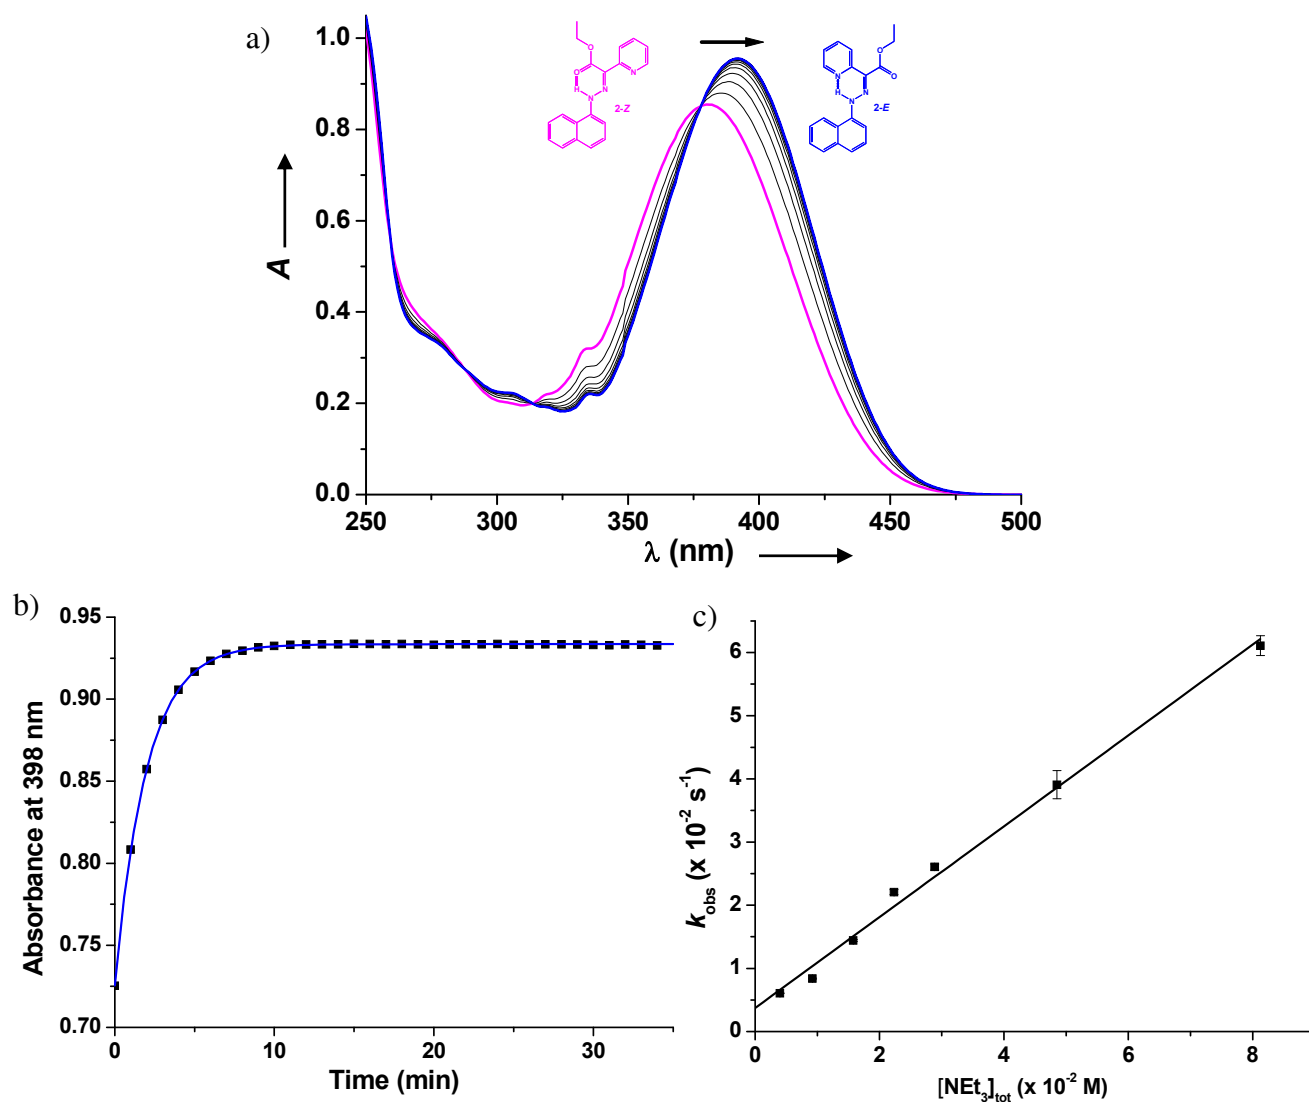 a)
1.0
0.8
0.6
0.4
0.2
0.0
A
250 300 350 400 450 500
λ (nm)
O
O
N
N
H
N
2-Z
O
O
N
N
H
N
2-E
b)
0.95
0.90
0.85
0.80
0.75
0.70
Absorbance at 398 nm
0 10 20 30
Time (min)
c)
6
5
4
3
2
1
0
kobs (x 10-2 s-1)
0 2 4 6 8
[NEt3]tot (x 10-2 M)